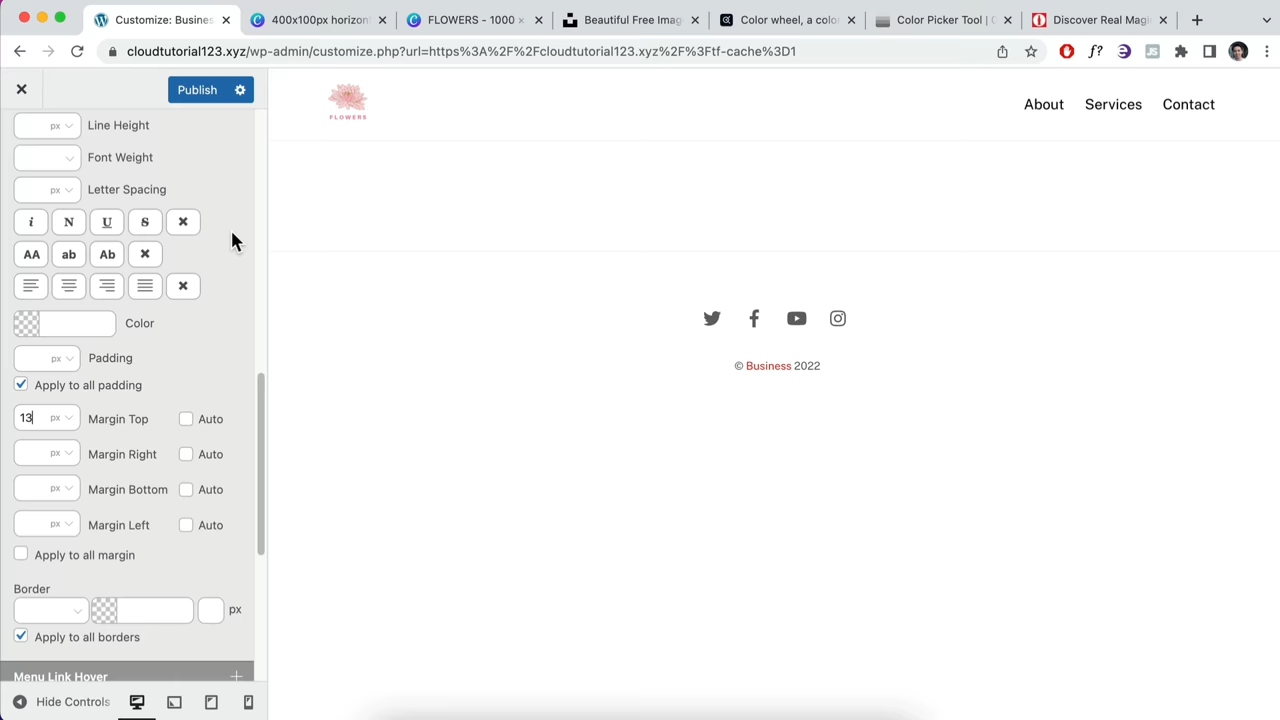 Customize: Busines
400x100px horizon
FLOWERS - 1000 ×
Beautiful Free Imag
Color wheel, a colo
Color Picker Tool | C
Discover Real Magi
cloudtutorial123.xyz/wp-admin/customize.php?url=https%3A%2F%2Fcloudtutorial123.xyz%2F%3Ftf-cache%3D1
f?
JS
Publish
FLOWERS
About Services Contact
px Line Height
Font Weight
px Letter Spacing
i N U S
AA ab Ab
Color
px Padding
Apply to all padding
13 px Margin Top Auto
px Margin Right Auto
px Margin Bottom Auto
px Margin Left Auto
Apply to all margin
Border
px
Apply to all borders
Menu Link Hover
Hide Controls
© Business 2022